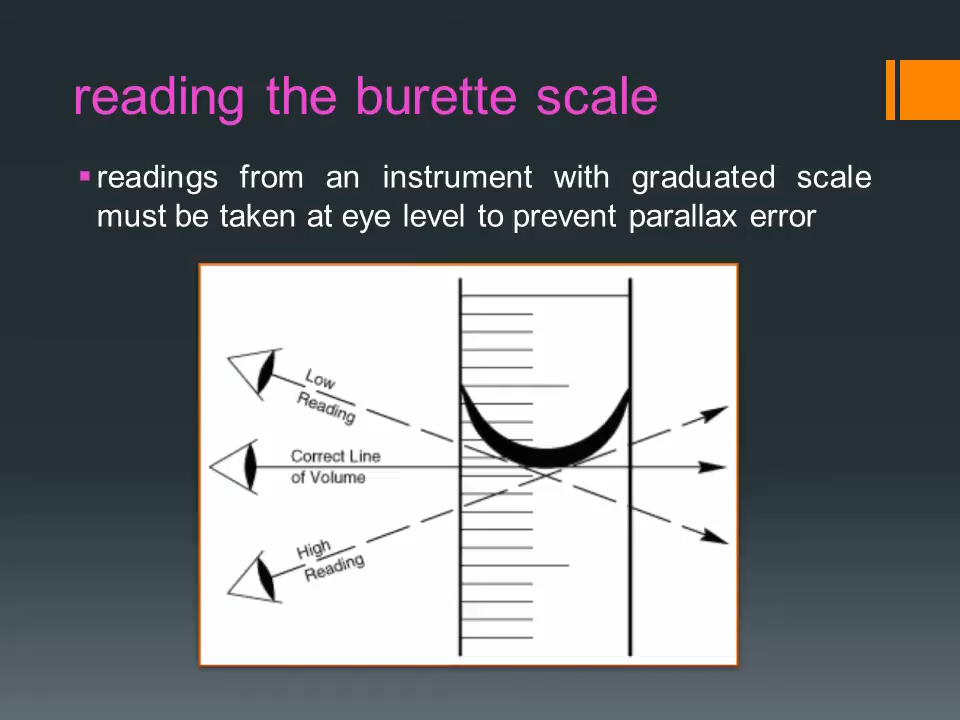 reading the burette scale
readings from an instrument with graduated scale
must be taken at eye level to prevent parallax error
Low
Reading
Correct Line
of Volume
High
Reading